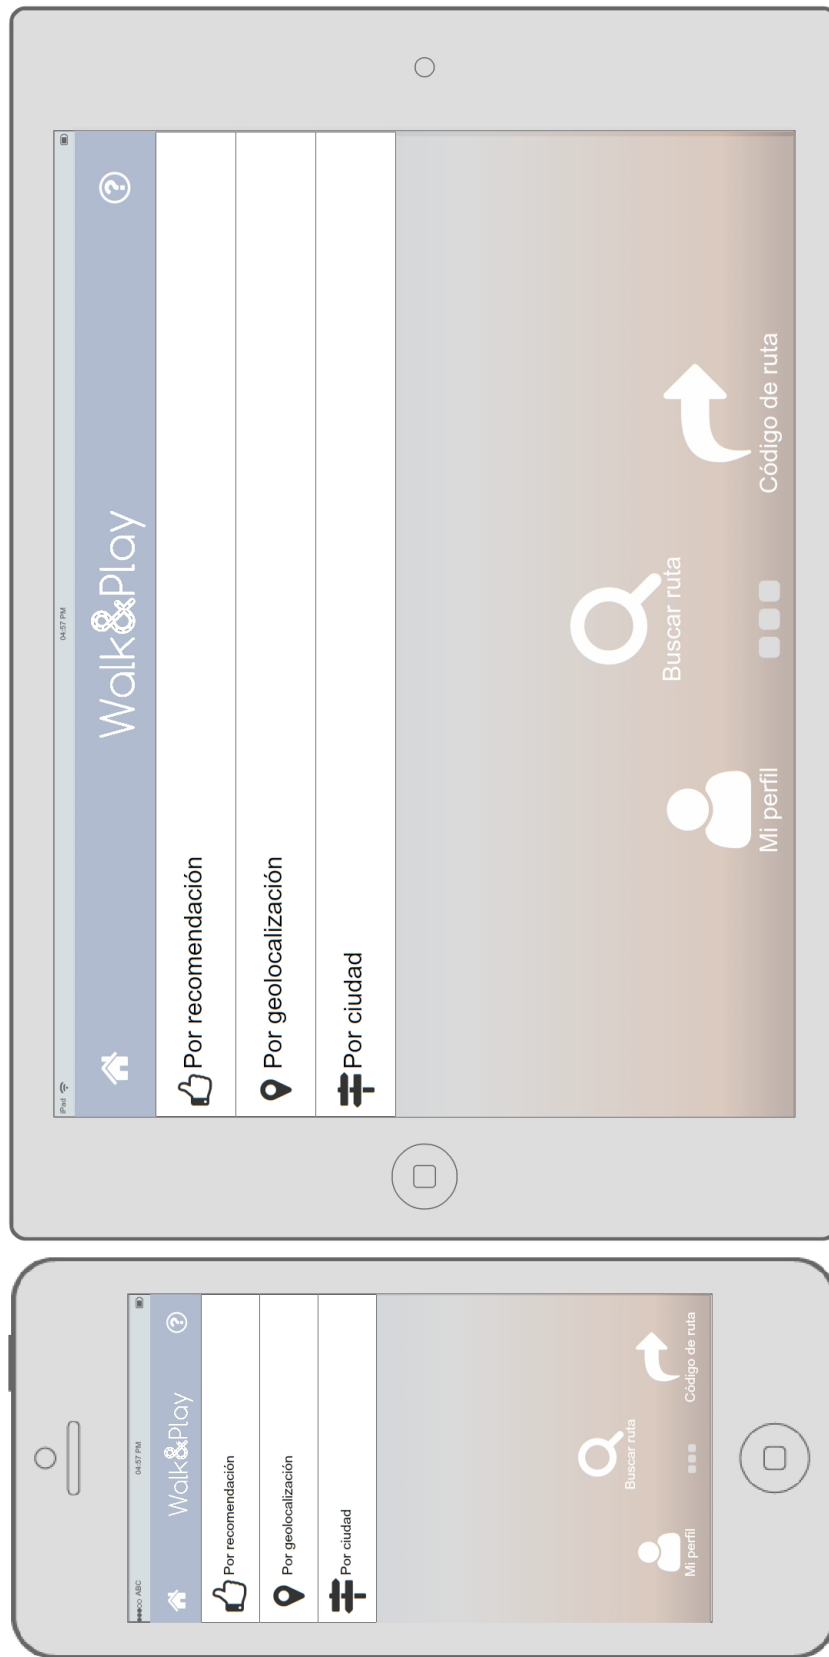 ●●●○○ ABC 04:57 PM
Walk&Play
Por recomendación
Por geolocalización
Por ciudad
Buscar ruta
Mi perfil
Código de ruta
iPad 04:57 PM
Walk&Play
Por recomendación
Por geolocalización
Por ciudad
Buscar ruta
Mi perfil
Código de ruta